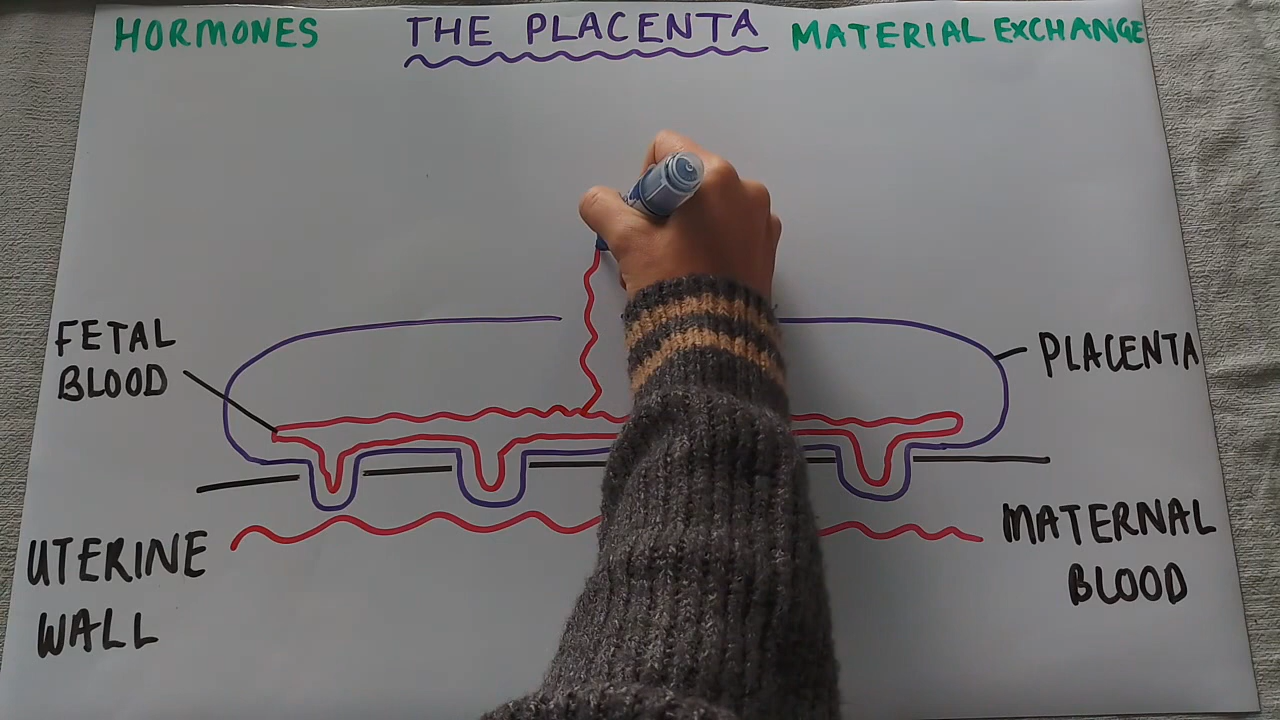 HORMONES
THE PLACENTA
MATERIAL EXCHANGE
FETAL
BLOOD
PLACENTA
UTERINE
WALL
MATERNAL
BLOOD